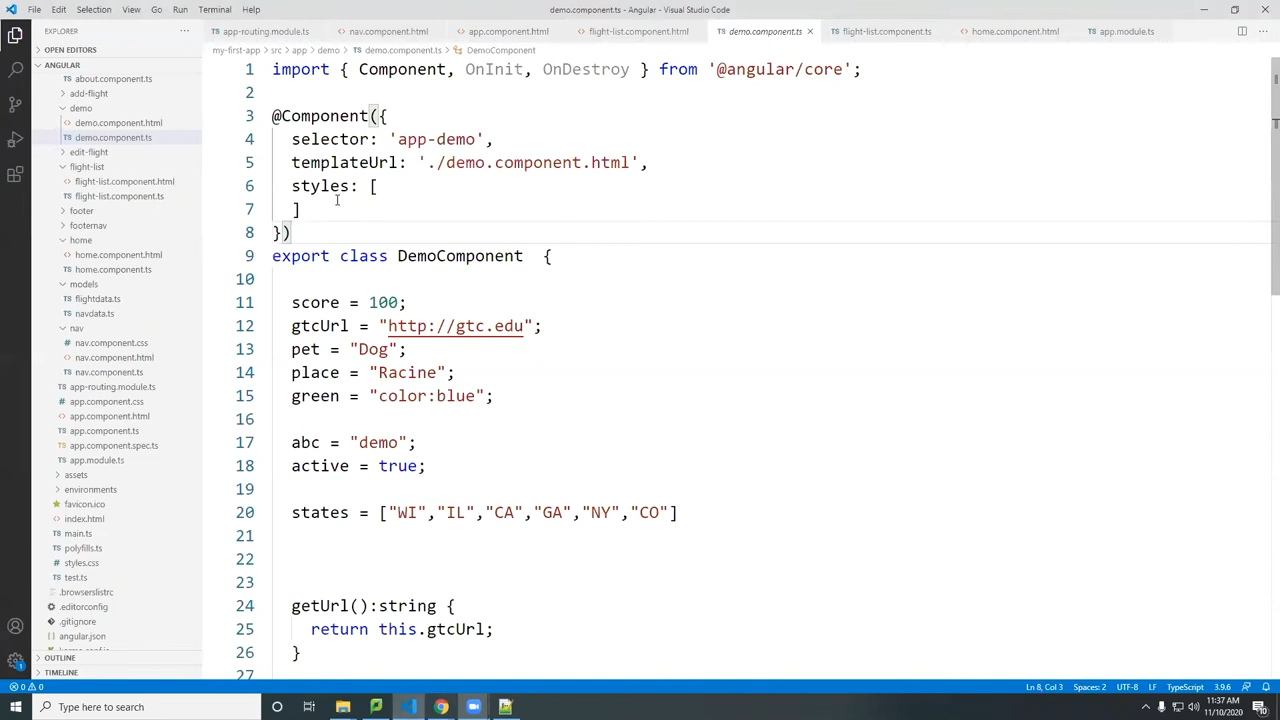 File Edit Selection View Go Run Terminal Help
demo.component.ts - Angular - Visual Studio Code
EXPLORER
app-routing.module.ts
nav.component.html
app.component.html
flight-list.component.html
demo.component.ts
flight-list.component.ts
home.component.html
app.module.ts
OPEN EDITORS
my-first-app > src > app > demo > demo.component.ts > DemoComponent
ANGULAR
about.component.ts
add-flight
demo
demo.component.html
demo.component.ts
edit-flight
flight-list
flight-list.component.html
flight-list.component.ts
footer
footernav
home
home.component.html
home.component.ts
models
flightdata.ts
navdata.ts
nav
nav.component.css
nav.component.html
nav.component.ts
app-routing.module.ts
app.component.css
app.component.html
app.component.ts
app.component.spec.ts
app.module.ts
assets
environments
favicon.ico
index.html
main.ts
polyfills.ts
styles.css
test.ts
.browserslistrc
.editorconfig
.gitignore
angular.json
OUTLINE
TIMELINE
1 import { Component, OnInit, OnDestroy } from '@angular/core';
2
3 @Component({
4 selector: 'app-demo',
5 templateUrl: './demo.component.html',
6 styles: [
7 ]
8 })
9 export class DemoComponent {
10
11 score = 100;
12 gtcUrl = "http://gtc.edu";
13 pet = "Dog";
14 place = "Racine";
15 green = "color:blue";
16
17 abc = "demo";
18 active = true;
19
20 states = ["WI","IL","CA","GA","NY","CO"]
21
22
23
24 getUrl():string {
25 return this.gtcUrl;
26 }
27
0 0
Ln 8, Col 3 Spaces: 2 UTF-8 LF TypeScript 3.9.6
Type here to search
11:37 AM
11/10/2020